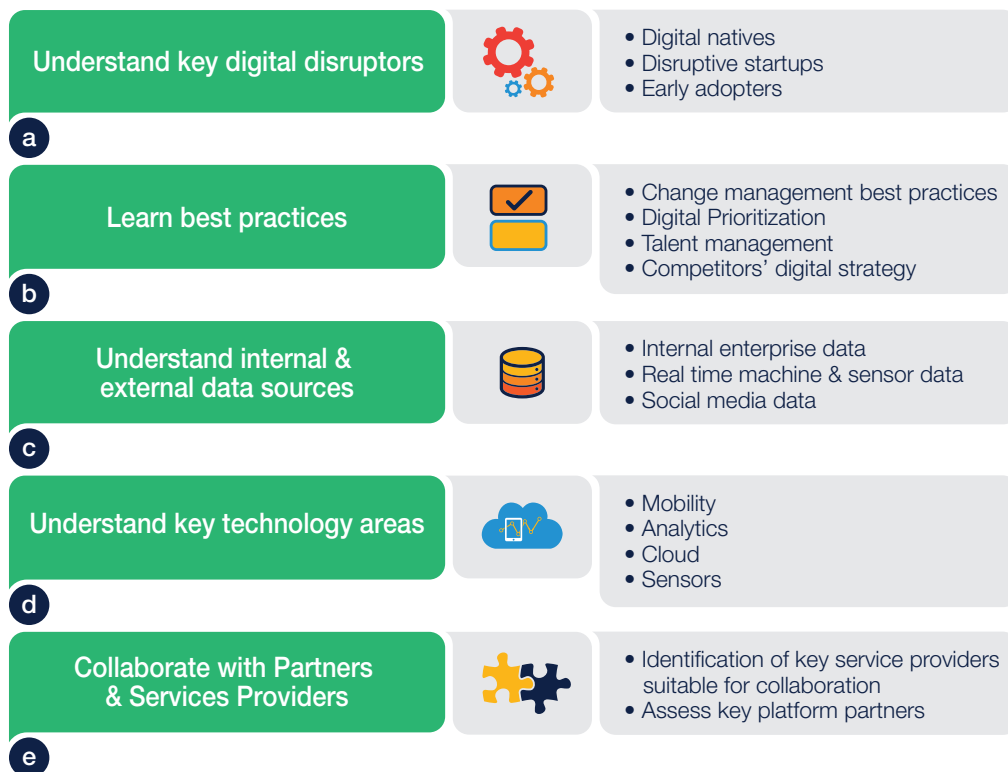 Understand key digital disruptors
• Digital natives
• Disruptive startups
• Early adopters
a
Learn best practices
• Change management best practices
• Digital Prioritization
• Talent management
• Competitors’ digital strategy
b
Understand internal &
external data sources
• Internal enterprise data
• Real time machine & sensor data
• Social media data
c
Understand key technology areas
• Mobility
• Analytics
• Cloud
• Sensors
d
Collaborate with Partners
& Services Providers
• Identification of key service providers
suitable for collaboration
• Assess key platform partners
e